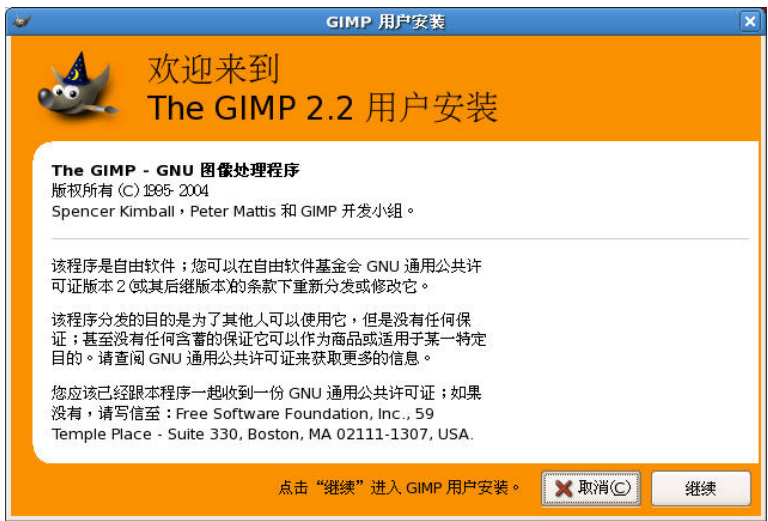 GIMP 用户安装
欢迎来到
The GIMP 2.2 用户安装
The GIMP - GNU 图像处理程序
版权所有 (C) 1995- 2004
Spencer Kimball，Peter Mattis 和 GIMP 开发小组。
该程序是自由软件；您可以在自由软件基金会 GNU 通用公共许
可证版本 2 (或其后继版本)的条款下重新分发或修改它。
该程序分发的目的是为了其他人可以使用它，但是没有任何保
证；甚至没有任何含蓄的保证它可以作为商品或适用于某一特定
目的。请查阅 GNU 通用公共许可证来获取更多的信息。
您应该已经跟本程序一起收到一份 GNU 通用公共许可证；如果
没有，请写信至：Free Software Foundation, Inc., 59
Temple Place - Suite 330, Boston, MA 02111-1307, USA.
点击“继续”进入 GIMP 用户安装。
取消(C)
继续